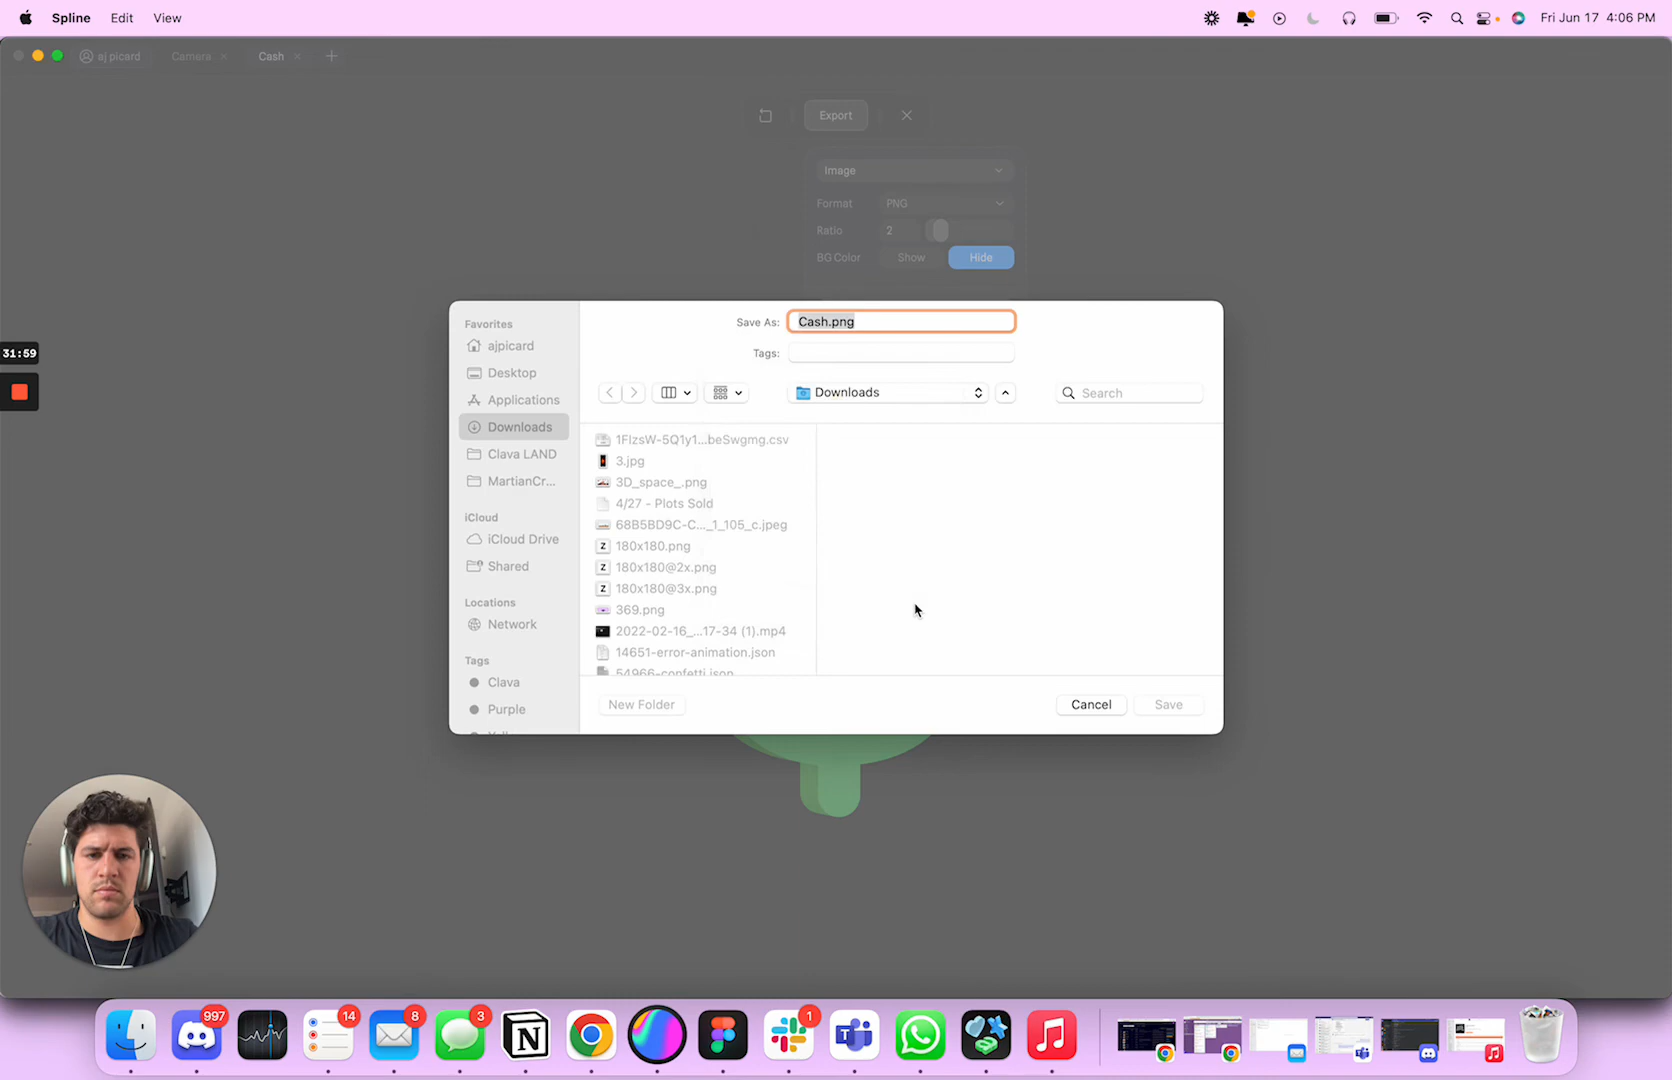 Spline Edit View
Fri Jun 17 4:06 PM
aj picard
Camera
Cash
Export
Image
Format PNG
Ratio 2
BG Color Show Hide
31:59
Save As: Cash.png
Tags:
Downloads
Search
Favorites
ajpicard
Desktop
Applications
Downloads
Clava LAND
MartianCr...
iCloud
iCloud Drive
Shared
Locations
Network
Tags
Clava
Purple
1FlzsW-5Q1y1...beSwgmg.csv
3.jpg
3D_space_.png
4/27 - Plots Sold
68B5BD9C-C..._1_105_c.jpeg
180x180.png
180x180@2x.png
180x180@3x.png
369.png
2022-02-16_...17-34 (1).mp4
14651-error-animation.json
54966-confetti.json
New Folder
Cancel
Save
997
14
8
3
1